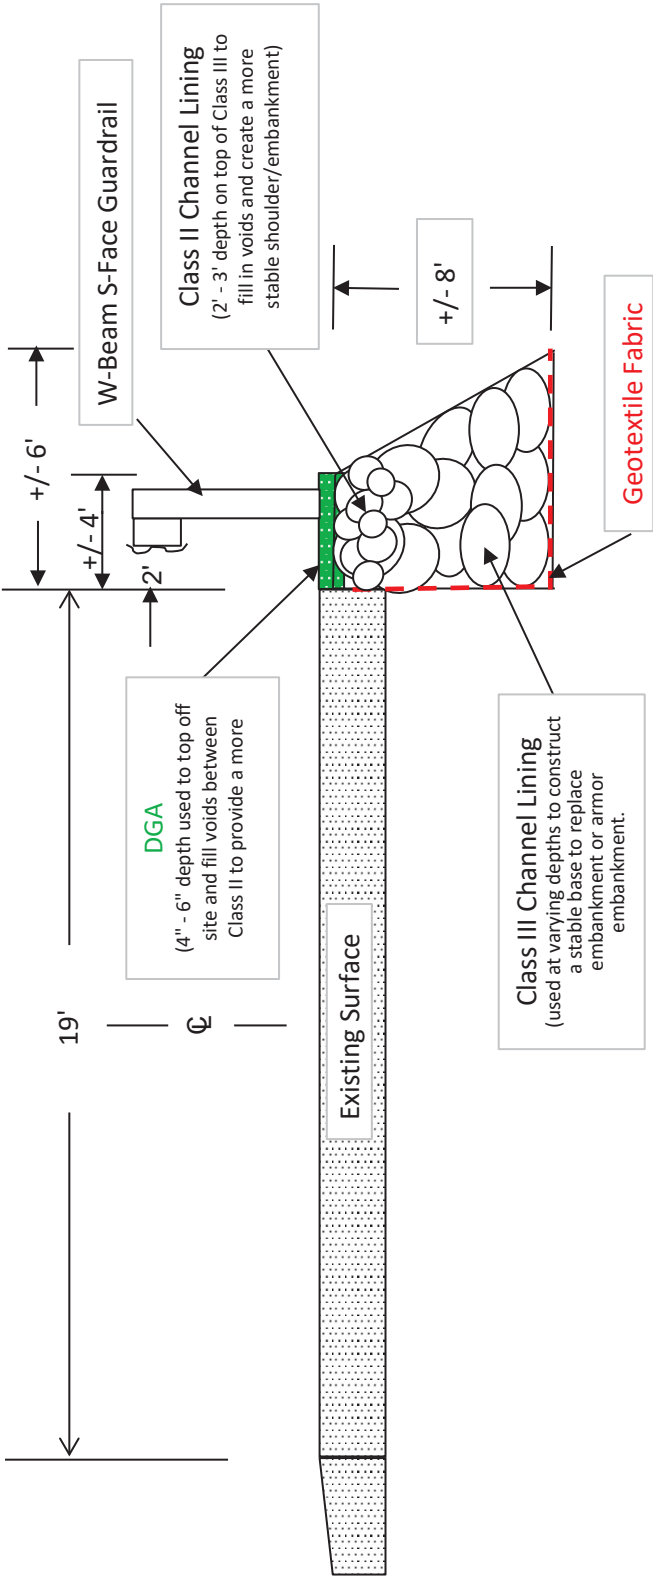 19'
+/- 6'
+/- 4'
2'
W-Beam S-Face Guardrail
Class II Channel Lining
(2' - 3' depth on top of Class III to
fill in voids and create a more
stable shoulder/embankment)
DGA
(4" - 6" depth used to top off
site and fill voids between
Class II to provide a more
℄
Existing Surface
+/- 8'
Class III Channel Lining
(used at varying depths to construct
a stable base to replace
embankment or armor
embankment.
Geotextile Fabric